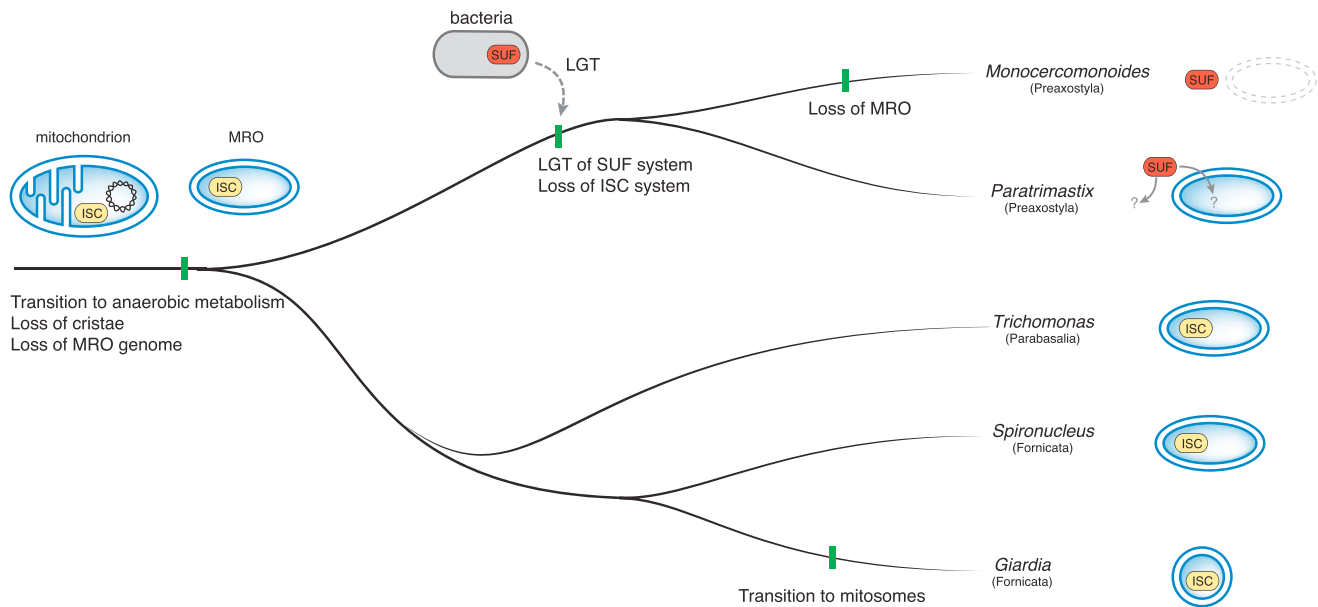 bacteria
SUF
LGT
mitochondrion
MRO
ISC
ISC
Transition to anaerobic metabolism
Loss of cristae
Loss of MRO genome
LGT of SUF system
Loss of ISC system
Loss of MRO
Monocercomonoides
(Preaxostyla)
SUF
Paratrimastix
(Preaxostyla)
SUF
?
?
Trichomonas
(Parabasalia)
ISC
Spironucleus
(Fornicata)
ISC
Transition to mitosomes
Giardia
(Fornicata)
ISC